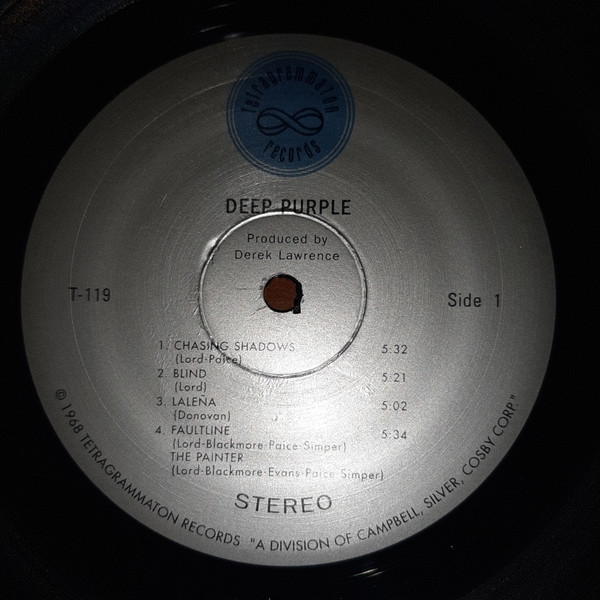 tetragrammaton
records
DEEP PURPLE
Produced by
Derek Lawrence
T-119
Side 1
1. CHASING SHADOWS 5:32
(Lord-Paice)
2. BLIND 5:21
(Lord)
3. LALEÑA 5:02
(Donovan)
4. FAULTLINE 5:34
(Lord-Blackmore-Paice-Simper)
THE PAINTER
(Lord-Blackmore-Evans-Paice-Simper)
STEREO
© 1968 TETRAGRAMMATON RECORDS "A DIVISION OF CAMPBELL, SILVER, COSBY CORP."